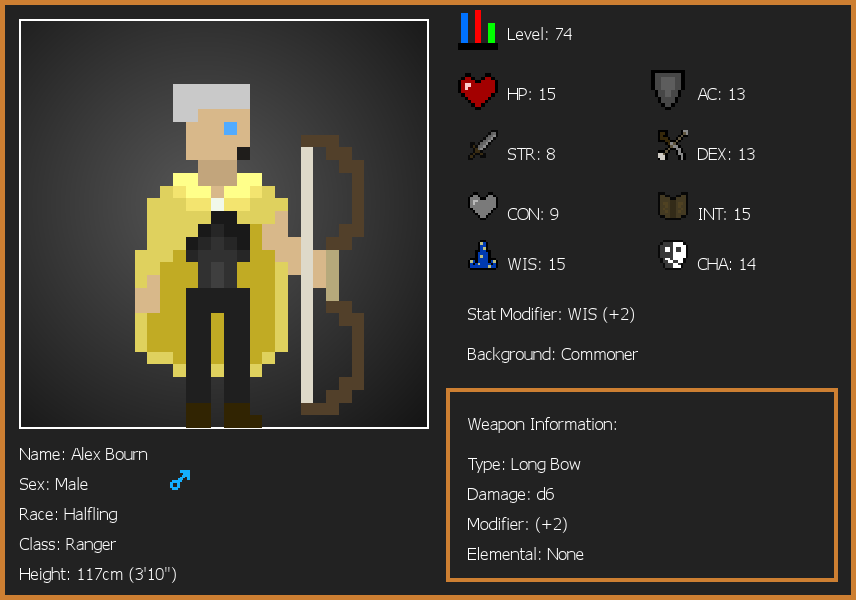 Level: 74
HP: 15
AC: 13
STR: 8
DEX: 13
CON: 9
INT: 15
WIS: 15
CHA: 14
Stat Modifier: WIS (+2)
Background: Commoner
Weapon Information:
Type: Long Bow
Damage: d6
Modifier: (+2)
Elemental: None
Name: Alex Bourn
Sex: Male
Race: Halfling
Class: Ranger
Height: 117cm (3'10")